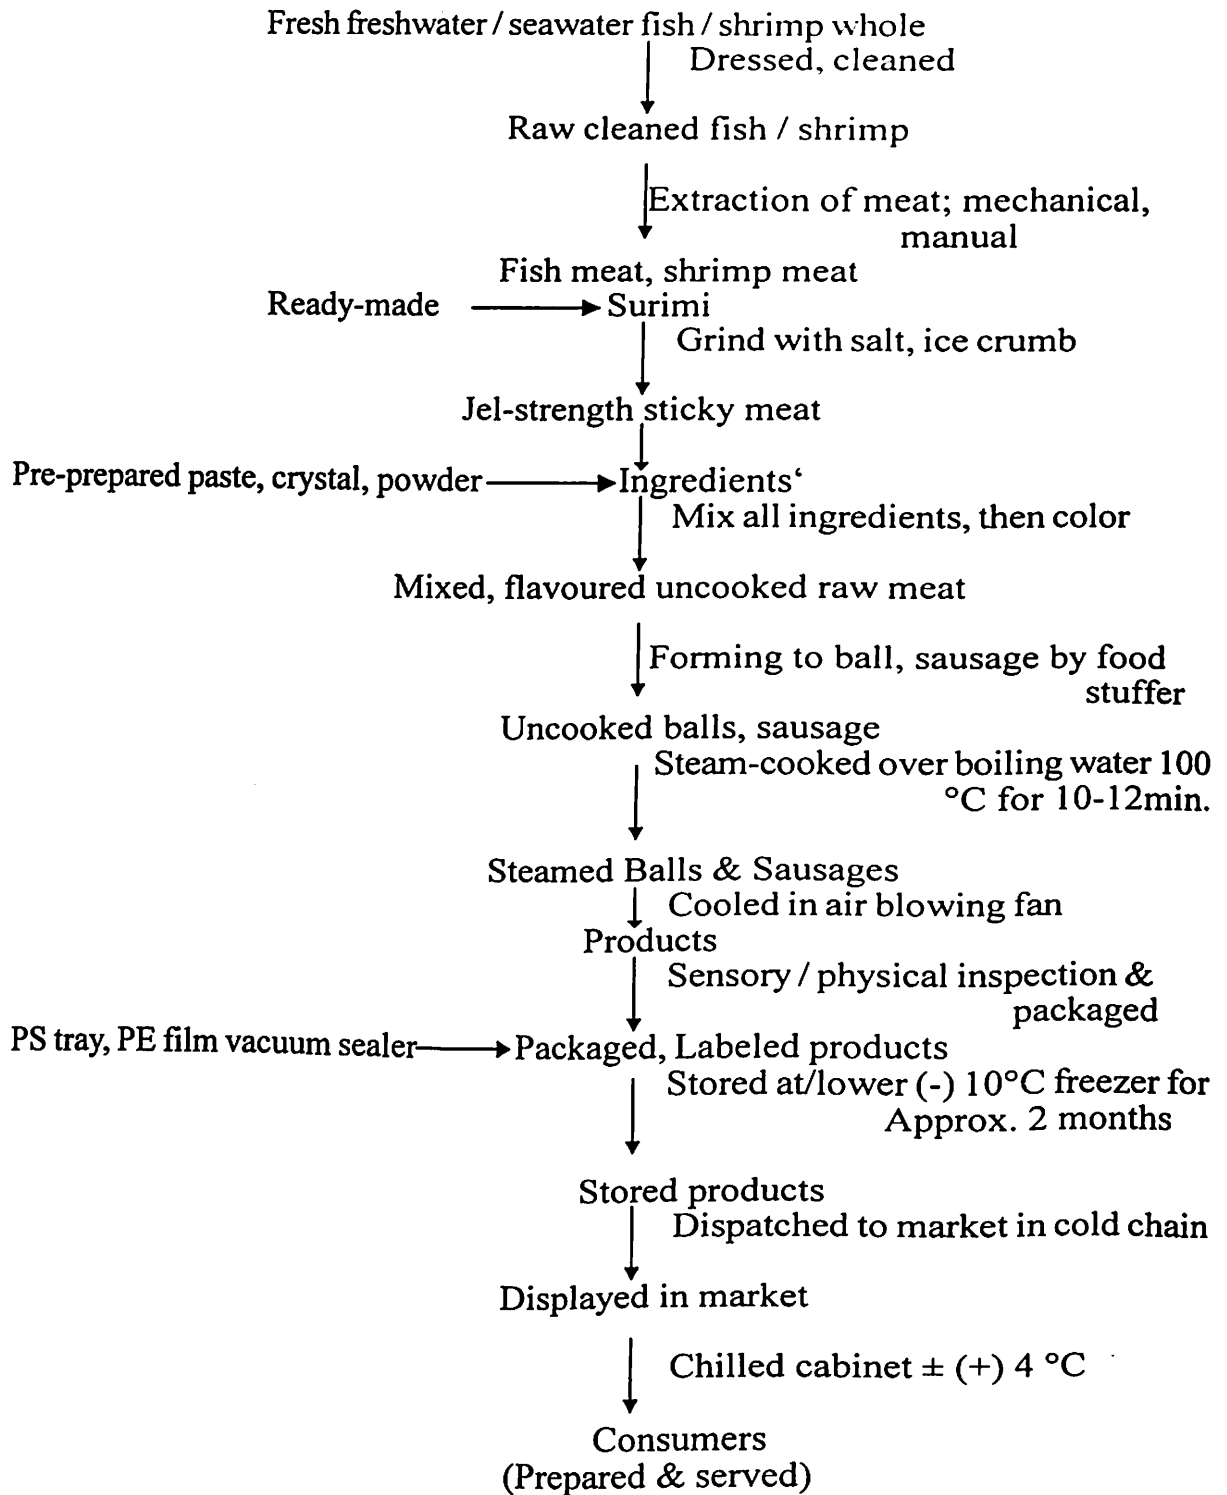 Fresh freshwater / seawater fish / shrimp whole
Dressed, cleaned
Raw cleaned fish / shrimp
Extraction of meat; mechanical,
manual
Fish meat, shrimp meat
Ready-made
Surimi
Grind with salt, ice crumb
Jel-strength sticky meat
Pre-prepared paste, crystal, powder
Ingredients‘
Mix all ingredients, then color
Mixed, flavoured uncooked raw meat
Forming to ball, sausage by food
stuffer
Uncooked balls, sausage
Steam-cooked over boiling water 100
°C for 10-12min.
Steamed Balls & Sausages
Cooled in air blowing fan
Products
Sensory / physical inspection &
packaged
PS tray, PE film vacuum sealer
Packaged, Labeled products
Stored at/lower (-) 10°C freezer for
Approx. 2 months
Stored products
Dispatched to market in cold chain
Displayed in market
Chilled cabinet ± (+) 4 °C
Consumers
(Prepared & served)